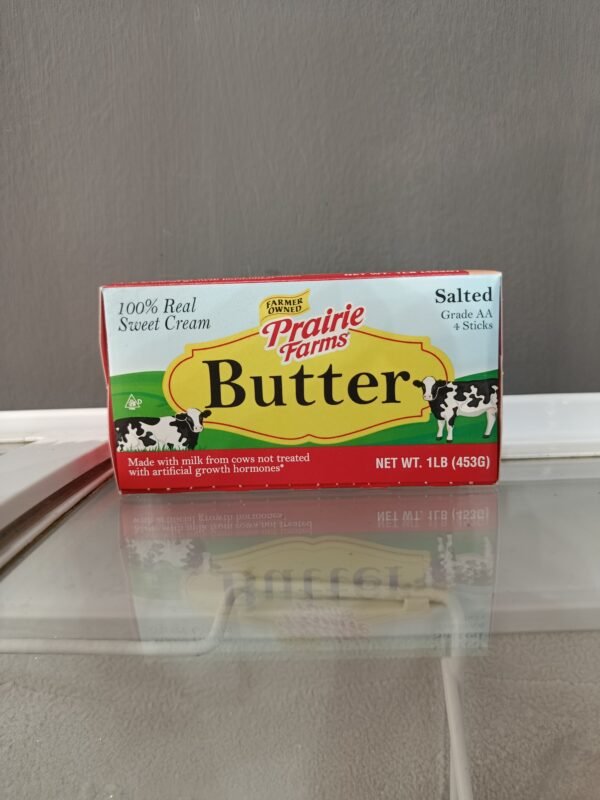 100% Real
Sweet Cream
FARMER
OWNED
Prairie
Farms
Butter
Salted
Grade AA
4 Sticks
Made with milk from cows not treated
with artificial growth hormones*
NET WT. 1LB (453G)